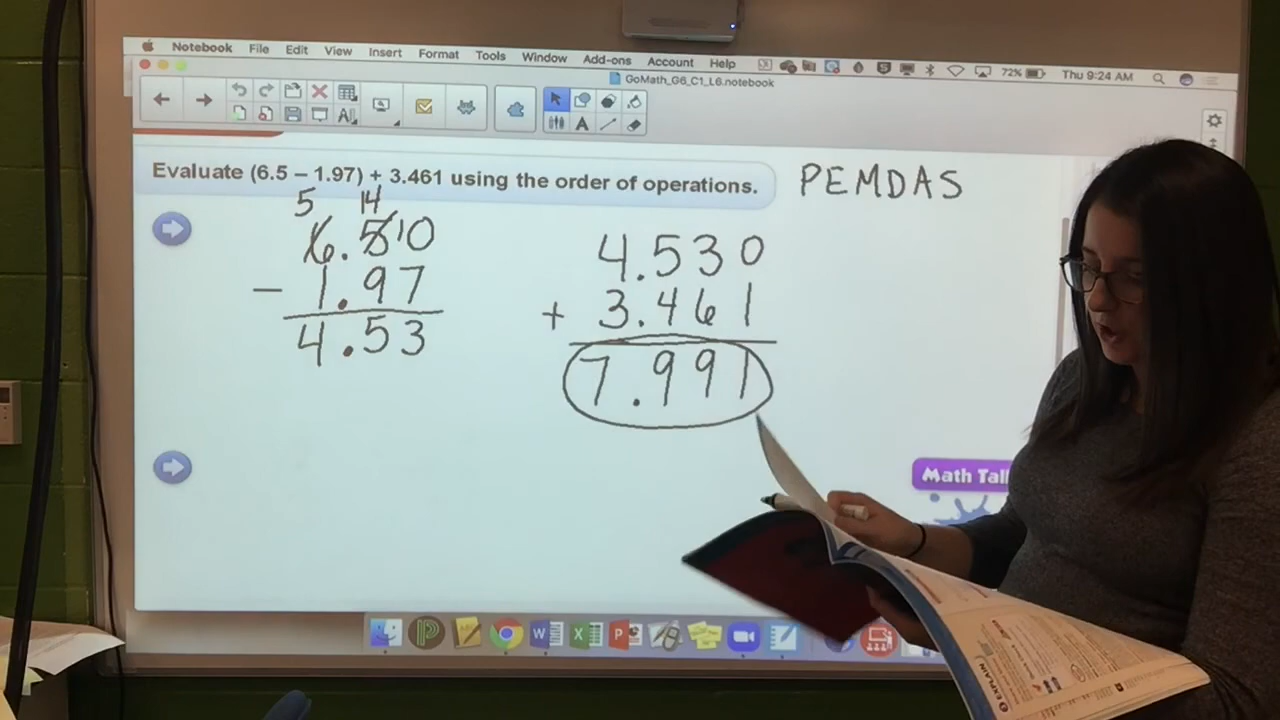 Notebook File Edit View Insert Format Tools Window Add-ons Account Help 72% Thu 9:24 AM
GoMath_G6_C1_L6.notebook
Evaluate (6.5 – 1.97) + 3.461 using the order of operations.
PEMDAS
5 14
6.510
– 1.97
4.53
4.530
+ 3.461
7.991
Math Tal
EXPLAIN